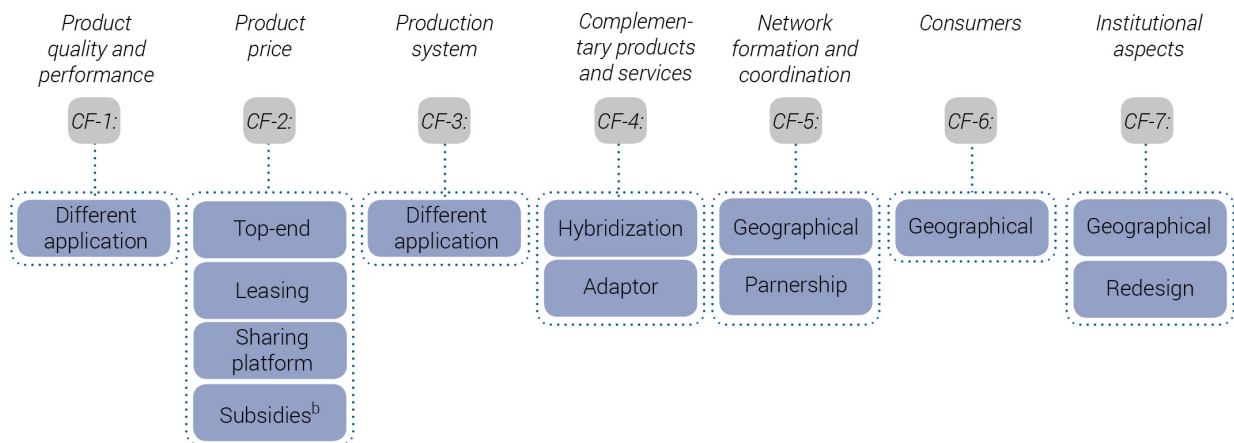 Product
quality and
performance
CF-1:
Different
application
Product
price
CF-2:
Top-end
Leasing
Sharing
platform
Subsidiesᵇ
Production
system
CF-3:
Different
application
Complemen-
tary products
and services
CF-4:
Hybridization
Adaptor
Network
formation and
coordination
CF-5:
Geographical
Parnership
Consumers
CF-6:
Geographical
Institutional
aspects
CF-7:
Geographical
Redesign